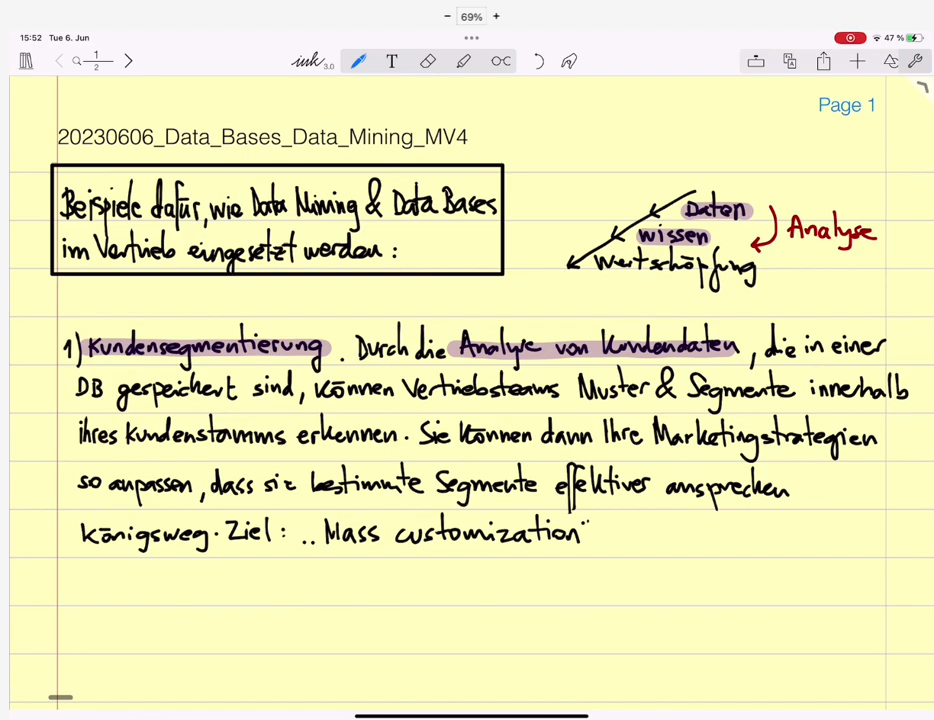 69%
15:52 Tue 6. Jun
47 %
1
2
ink 3.0
T
Page 1
20230606_Data_Bases_Data_Mining_MV4
Beispiele dafür, wie Data Mining & Data Bases
im Vertrieb eingesetzt werden:
Daten
wissen
Wertschöpfung
Analyse
1) Kundensegmentierung. Durch die Analyse von Kundendaten, die in einer
DB gespeichert sind, können Vertriebsteams Muster & Segmente innerhalb
ihres Kundenstamms erkennen. Sie können dann Ihre Marketingstrategien
so anpassen, dass sie bestimmte Segmente effektiver ansprechen
Königsweg. Ziel: „Mass customization"